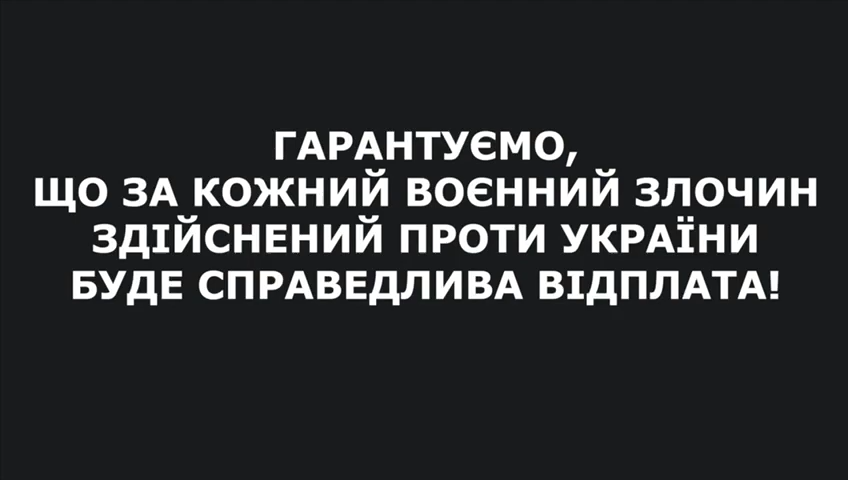 ГАРАНТУЄМО,
ЩО ЗА КОЖНИЙ ВОЄННИЙ ЗЛОЧИН
ЗДІЙСНЕНИЙ ПРОТИ УКРАЇНИ
БУДЕ СПРАВЕДЛИВА ВІДПЛАТА!